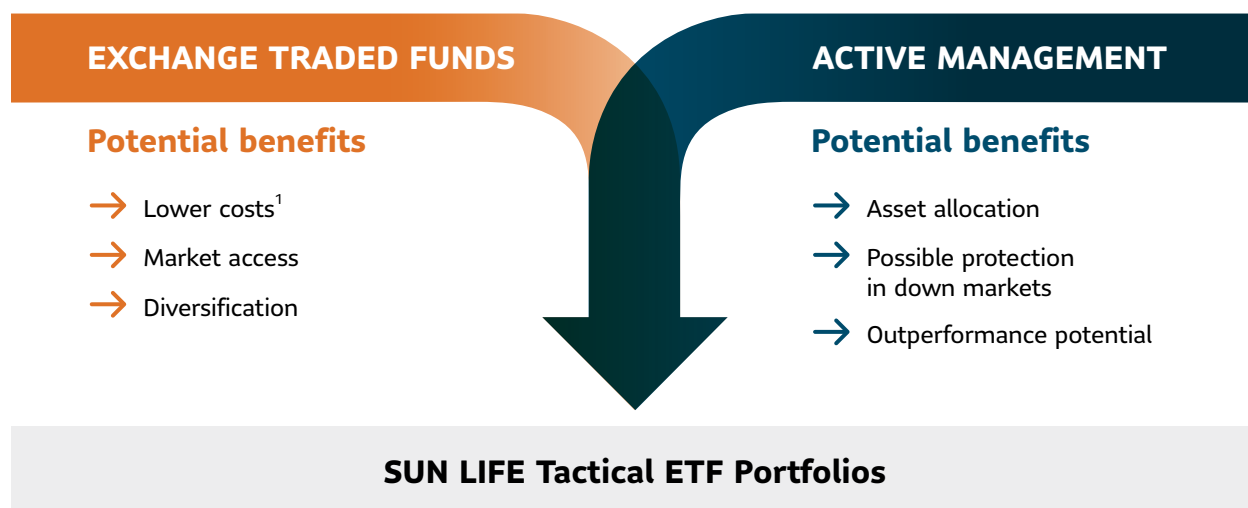 EXCHANGE TRADED FUNDS
Potential benefits
Lower costs¹
Market access
Diversification
ACTIVE MANAGEMENT
Potential benefits
Asset allocation
Possible protection
in down markets
Outperformance potential
SUN LIFE Tactical ETF Portfolios